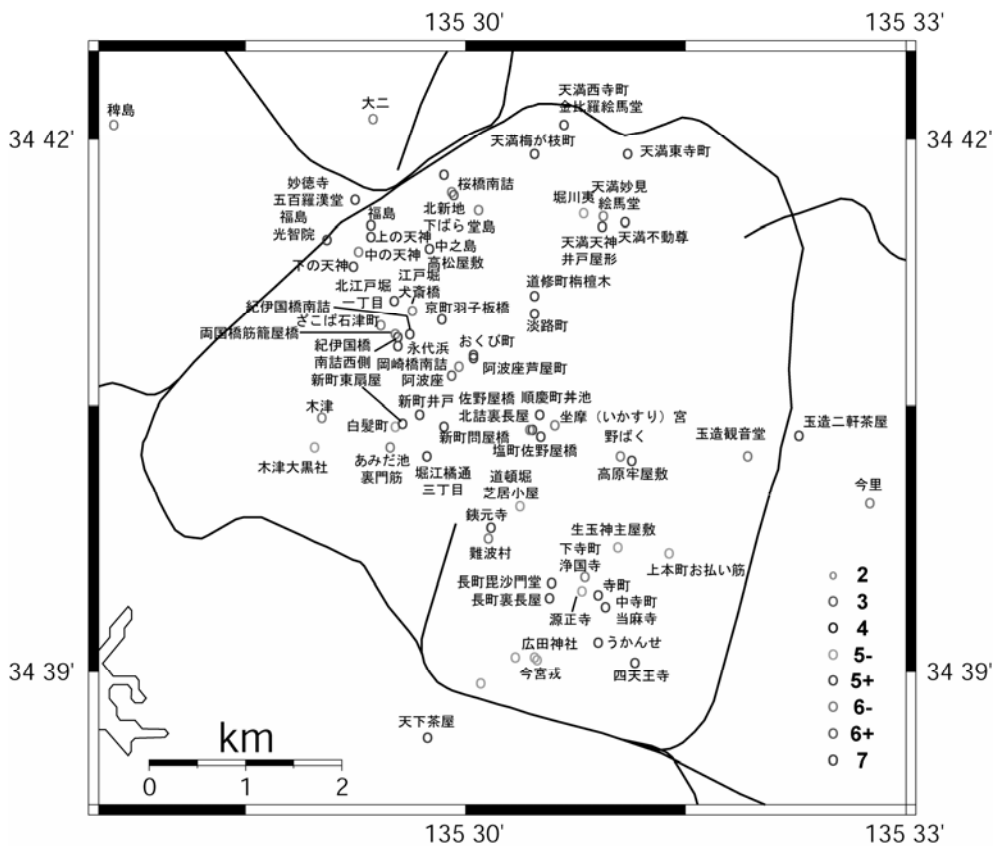 135 30'
135 33'
34 42'
34 42'
稗島
大二
天満西寺町
金比羅絵馬堂
天満梅が枝町
天満東寺町
妙徳寺
五百羅漢堂
桜橋南詰
堀川夷
天満妙見
絵馬堂
福島
光智院
福島
北新地
下ばら
堂島
上の天神
中之島
天満天神
井戸屋形
天満不動尊
中の天神
高松屋敷
下の天神
江戸堀
犬斎橋
北江戸堀
一丁目
道修町栴檀木
紀伊国橋南詰
京町羽子板橋
ざこば石津町
淡路町
両国橋筋籠屋橋
紀伊国橋
南詰西側
永代浜
おくび町
岡崎橋南詰
阿波座芦屋町
新町東扇屋
阿波座
木津
新町井戸
佐野屋橋
北詰裏長屋
順慶町丼池
坐摩（いかすり）宮
白髪町
新町問屋橋
塩町佐野屋橋
野ばく
玉造観音堂
玉造二軒茶屋
木津大黒社
あみだ池
裏門筋
堀江橘通
三丁目
道頓堀
芝居小屋
高原牢屋敷
今里
銕元寺
難波村
生玉神主屋敷
下寺町
浄国寺
上本町お払い筋
長町毘沙門堂
長町裏長屋
寺町
源正寺
中寺町
当麻寺
広田神社
うかんせ
今宮戎
四天王寺
天下茶屋
2
3
4
5-
5+
6-
6+
7
34 39'
34 39'
km
0 1 2
135 30'
135 33'